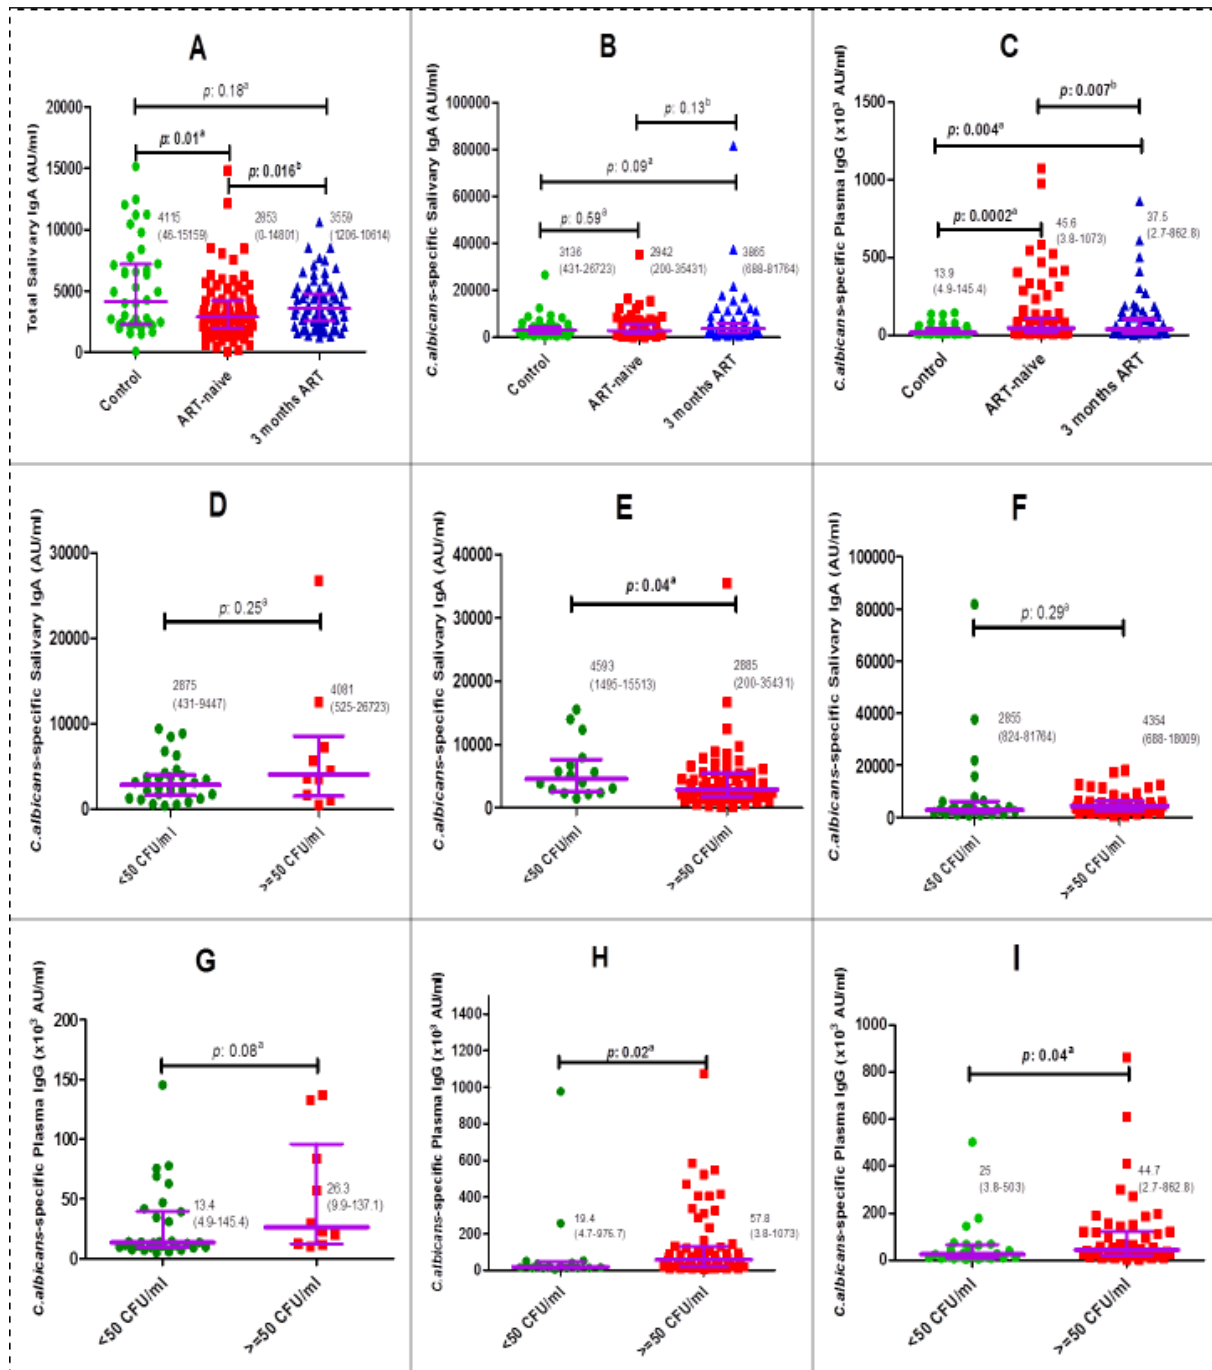 A
Total Salivary IgA (AU/ml)
20000
15000
10000
5000
0
p: 0.18ᵃ
p: 0.01ᵃ
p: 0.016ᵇ
4115
(46-15159)
2853
(0-14801)
3559
(1206-10614)
Control
ART-naive
3 months ART
B
C.albicans-specific Salivary IgA (AU/ml)
100000
80000
60000
40000
20000
0
p: 0.13ᵇ
p: 0.09ᵃ
p: 0.59ᵃ
3136
(431-26723)
2942
(200-35431)
3865
(688-81764)
Control
ART-naive
3 months ART
C
C.albicans-specific Plasma IgG (x10³ AU/ml)
1500
1000
500
0
p: 0.007ᵇ
p: 0.004ᵃ
p: 0.0002ᵃ
13.9
(4.9-145.4)
45.6
(3.8-1073)
37.5
(2.7-862.8)
Control
ART-naive
3 months ART
D
C.albicans-specific Salivary IgA (AU/ml)
30000
20000
10000
0
p: 0.25ᵃ
2875
(431-9447)
4081
(525-26723)
<50 CFU/ml
>=50 CFU/ml
E
C.albicans-specific Salivary IgA (AU/ml)
40000
30000
20000
10000
0
p: 0.04ᵃ
4593
(1495-15513)
2885
(200-35431)
<50 CFU/ml
>=50 CFU/ml
F
C.albicans-specific Salivary IgA (AU/ml)
100000
80000
60000
40000
20000
0
p: 0.29ᵃ
2855
(824-81764)
4354
(688-18009)
<50 CFU/ml
>=50 CFU/ml
G
C.albicans-specific Plasma IgG (x10³ AU/ml)
200
150
100
50
0
p: 0.08ᵃ
13.4
(4.9-145.4)
26.3
(9.9-137.1)
<50 CFU/ml
>=50 CFU/ml
H
C.albicans-specific Plasma IgG (x10³ AU/ml)
1400
1200
1000
800
600
400
200
0
p: 0.02ᵃ
19.4
(4.7-976.7)
57.8
(3.8-1073)
<50 CFU/ml
>=50 CFU/ml
I
C.albicans-specific Plasma IgG (x10³ AU/ml)
1000
800
600
400
200
0
p: 0.04ᵃ
25
(3.8-503)
44.7
(2.7-862.8)
<50 CFU/ml
>=50 CFU/ml